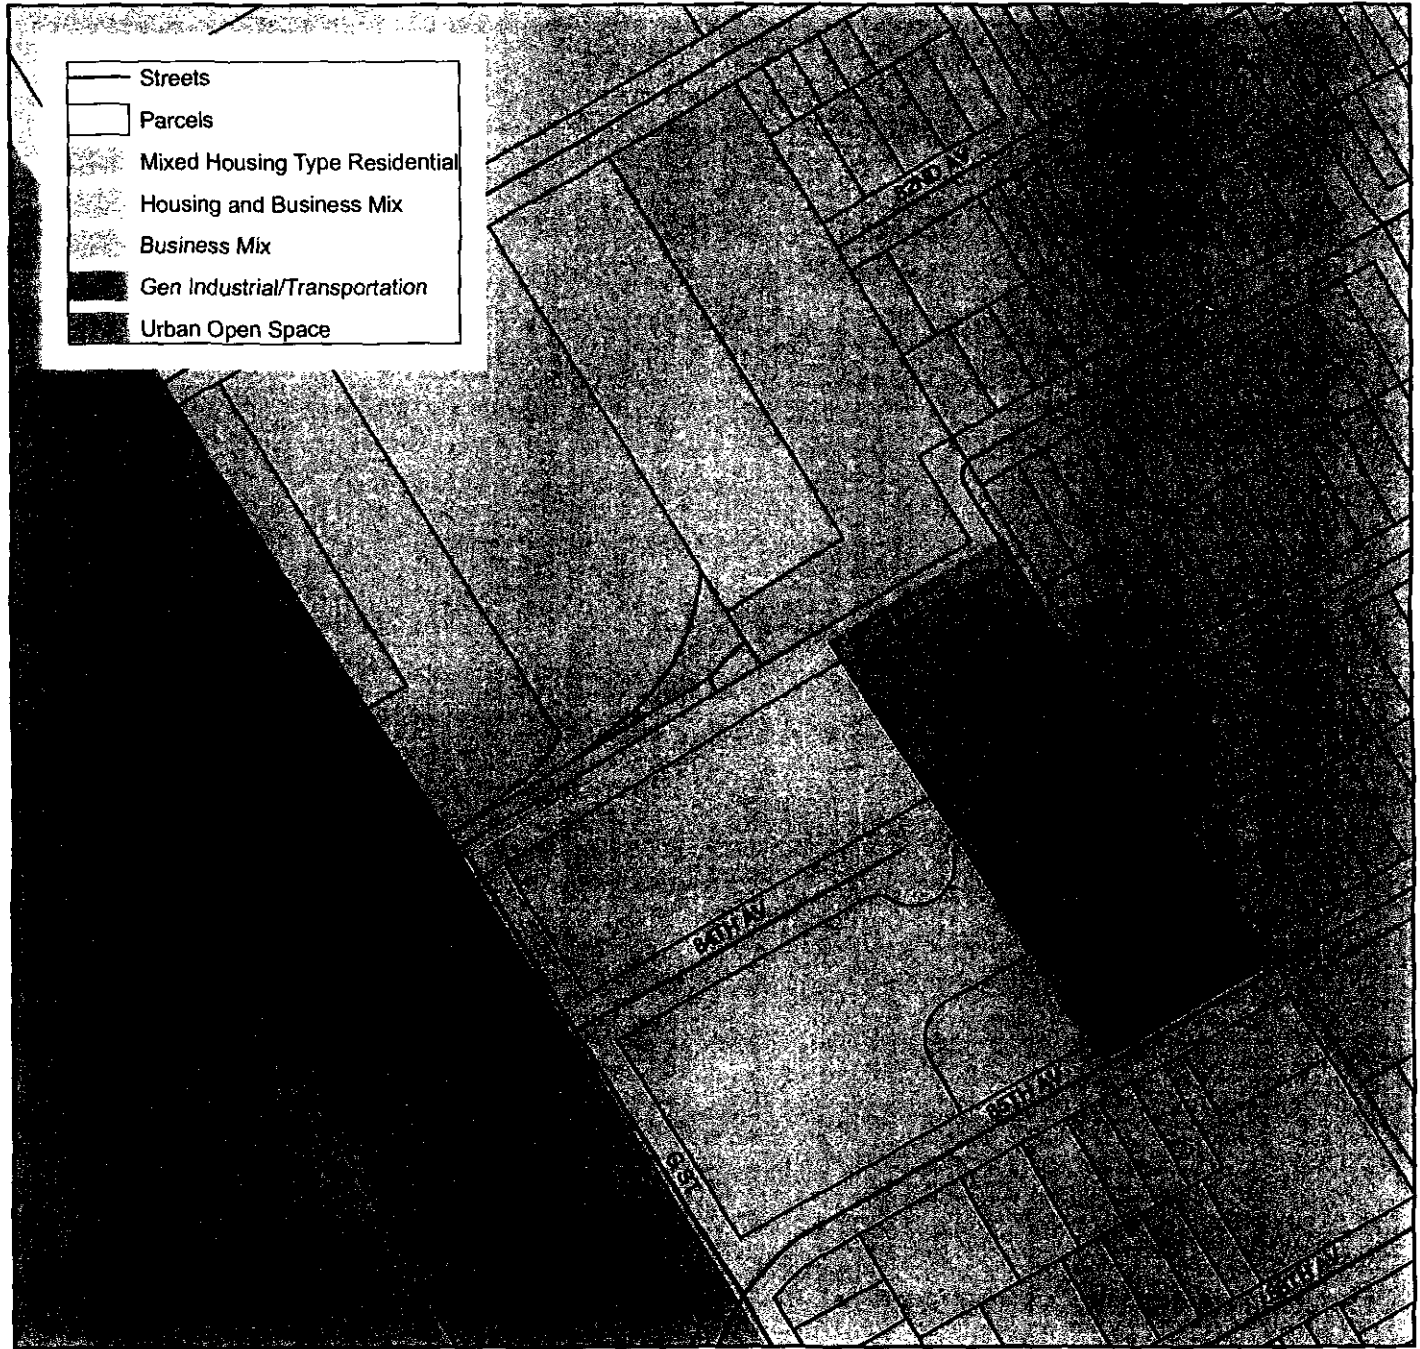 Streets
Parcels
Mixed Housing Type Residential
Housing and Business Mix
Business Mix
Gen Industrial/Transportation
Urban Open Space
82ND AV
84TH AV
85TH AV
G ST